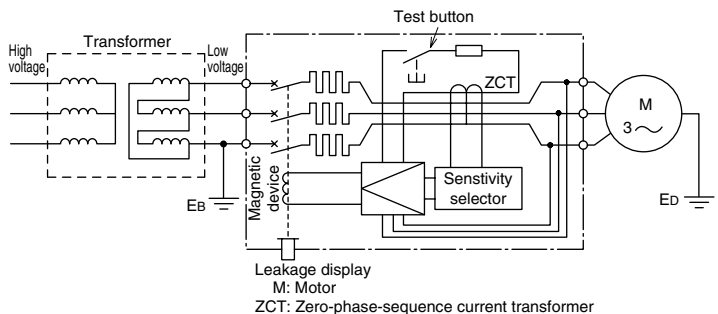 Test button
High
voltage
Transformer
Low
voltage
ZCT
M
3
EB
Magnetic
device
Senstivity
selector
ED
Leakage display
M: Motor
ZCT: Zero-phase-sequence current transformer